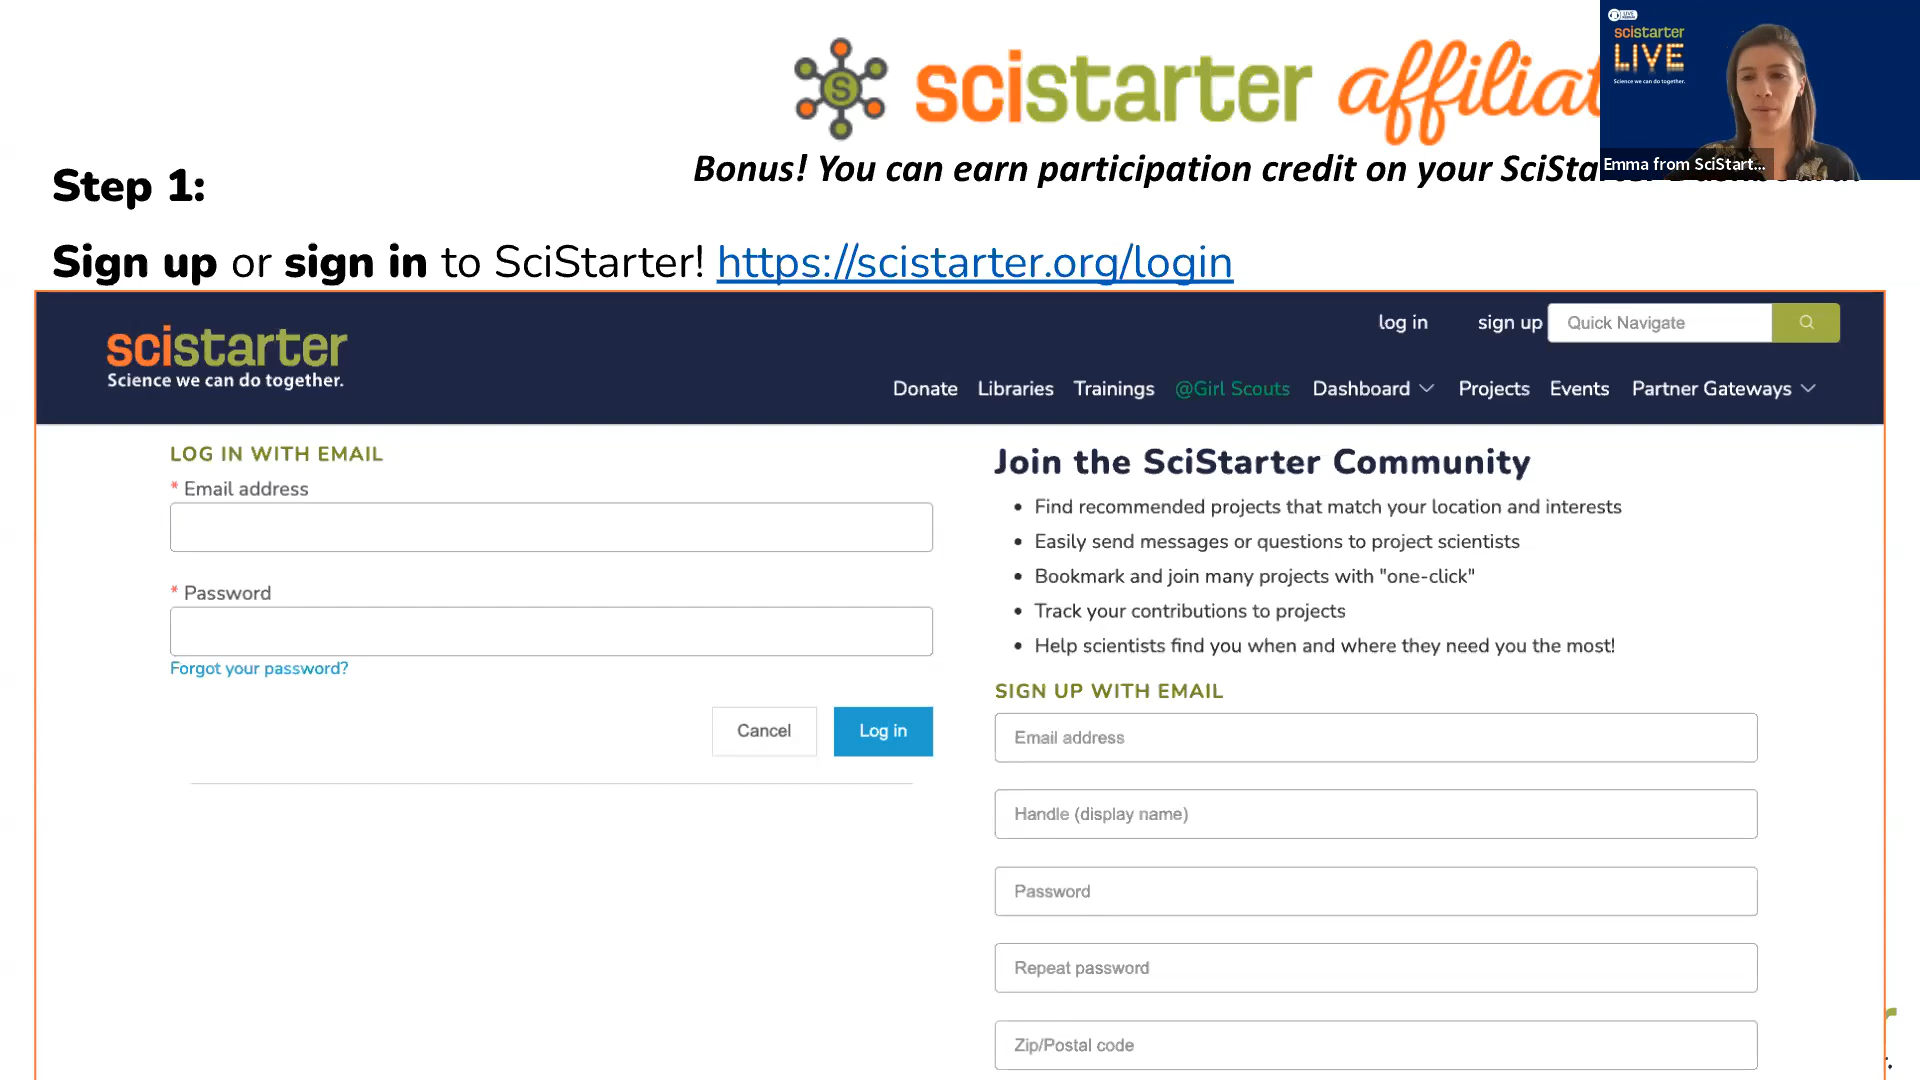 scistarter affiliat
LIVE
scistarter
LIVE
Science we can do together.
Emma from SciStart...
Bonus! You can earn participation credit on your SciSta
Step 1:
Sign up or sign in to SciStarter! https://scistarter.org/login
scistarter
Science we can do together.
log in sign up Quick Navigate
Donate Libraries Trainings @Girl Scouts Dashboard Projects Events Partner Gateways
LOG IN WITH EMAIL
* Email address
* Password
Forgot your password?
Cancel Log in
Join the SciStarter Community
• Find recommended projects that match your location and interests
• Easily send messages or questions to project scientists
• Bookmark and join many projects with "one-click"
• Track your contributions to projects
• Help scientists find you when and where they need you the most!
SIGN UP WITH EMAIL
Email address
Handle (display name)
Password
Repeat password
Zip/Postal code